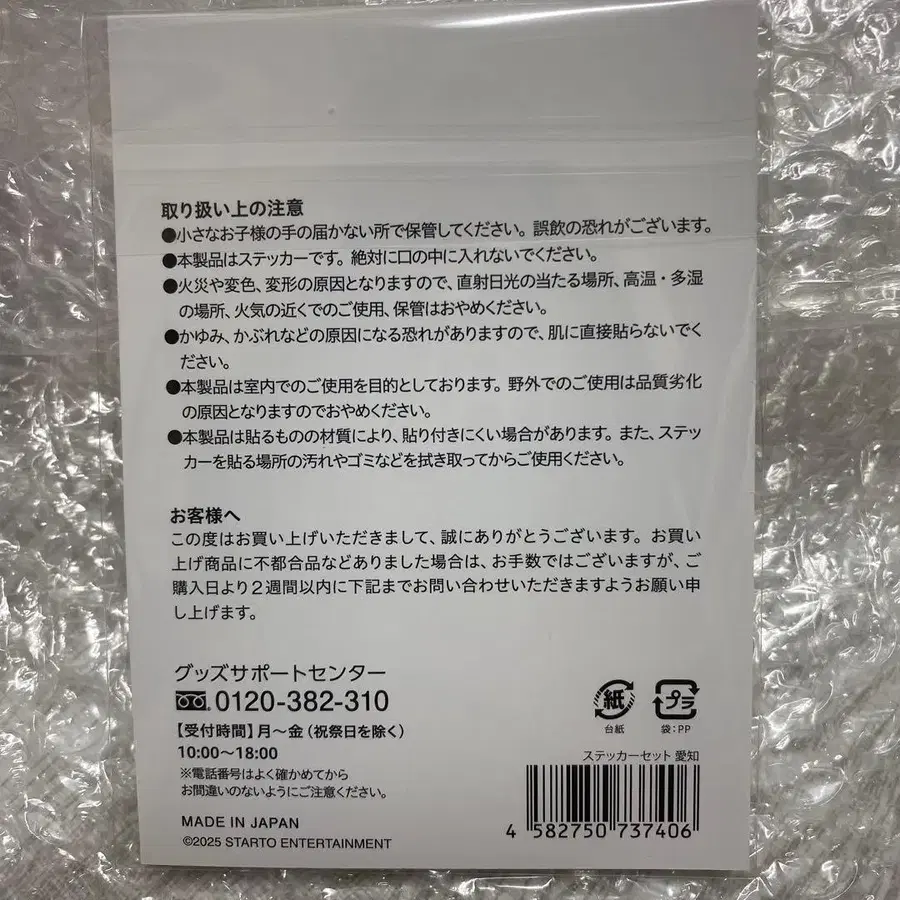 取り扱い上の注意
●小さなお子様の手の届かない所で保管してください。誤飲の恐れがございます。
●本製品はステッカーです。絶対に口の中に入れないでください。
●火災や変色、変形の原因となりますので、直射日光の当たる場所、高温・多湿
の場所、火気の近くでのご使用、保管はおやめください。
●かゆみ、かぶれなどの原因になる恐れがありますので、肌に直接貼らないでく
ださい。
●本製品は室内でのご使用を目的としております。野外でのご使用は品質劣化
の原因となりますのでおやめください。
●本製品は貼るものの材質により、貼り付きにくい場合があります。また、ステッ
カーを貼る場所の汚れやゴミなどを拭き取ってからご使用ください。
お客様へ
この度はお買い上げいただきまして、誠にありがとうございます。お買い
上げ商品に不都合品などありました場合は、お手数ではございますが、ご
購入日より2週間以内に下記までお問い合わせいただきますようお願い申
し上げます。
グッズサポートセンター
0120-382-310
【受付時間】月～金（祝祭日を除く）
10:00～18:00
※電話番号はよく確かめてから
お間違いのないようにご注意ください。
MADE IN JAPAN
©2025 STARTO ENTERTAINMENT
紙
台紙
プラ
袋：PP
ステッカーセット 愛知
4 582750 737406